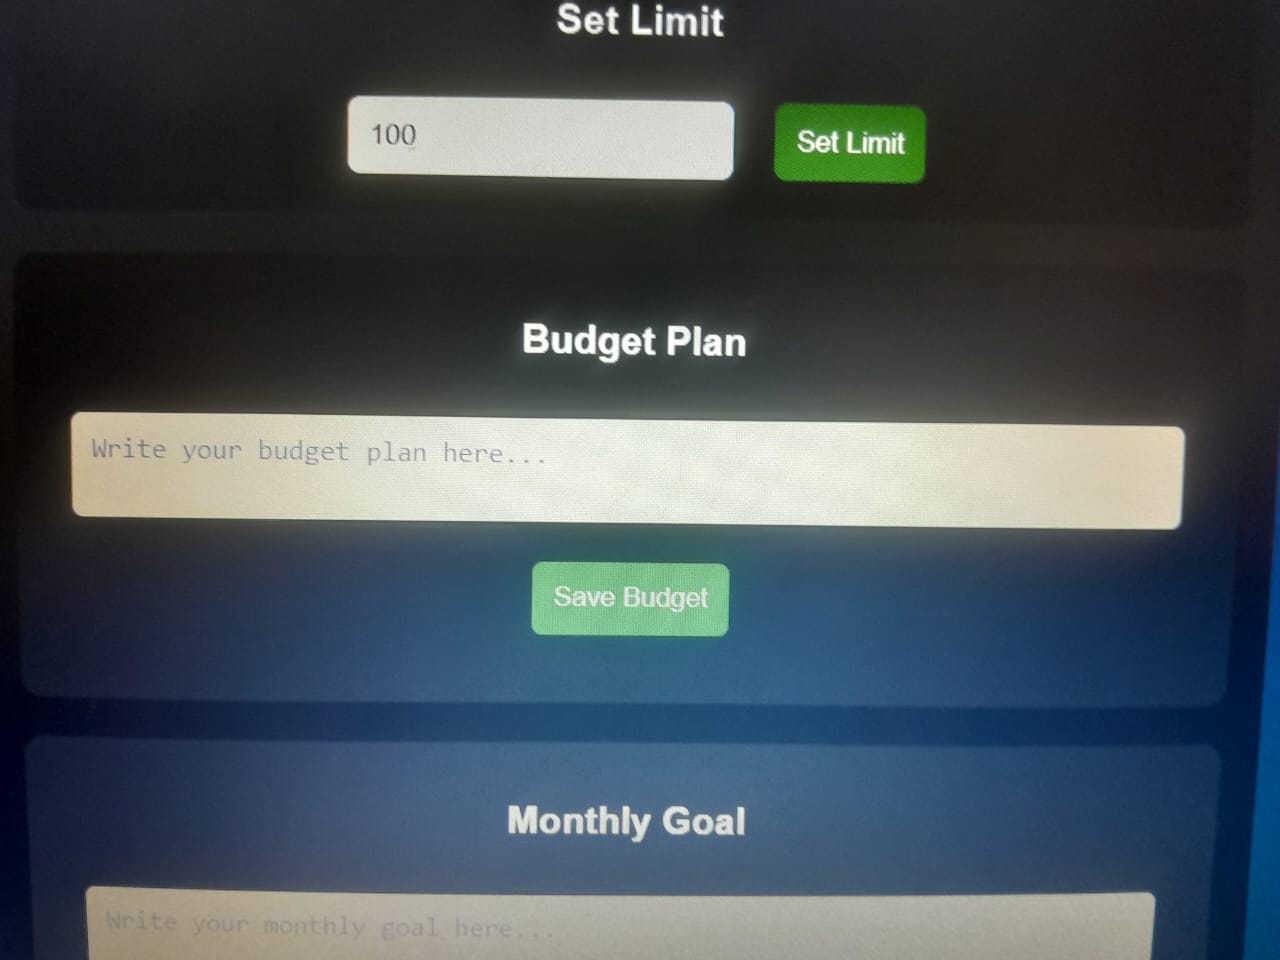 Set Limit
100
Set Limit
Budget Plan
Write your budget plan here...
Save Budget
Monthly Goal
Write your monthly goal here...